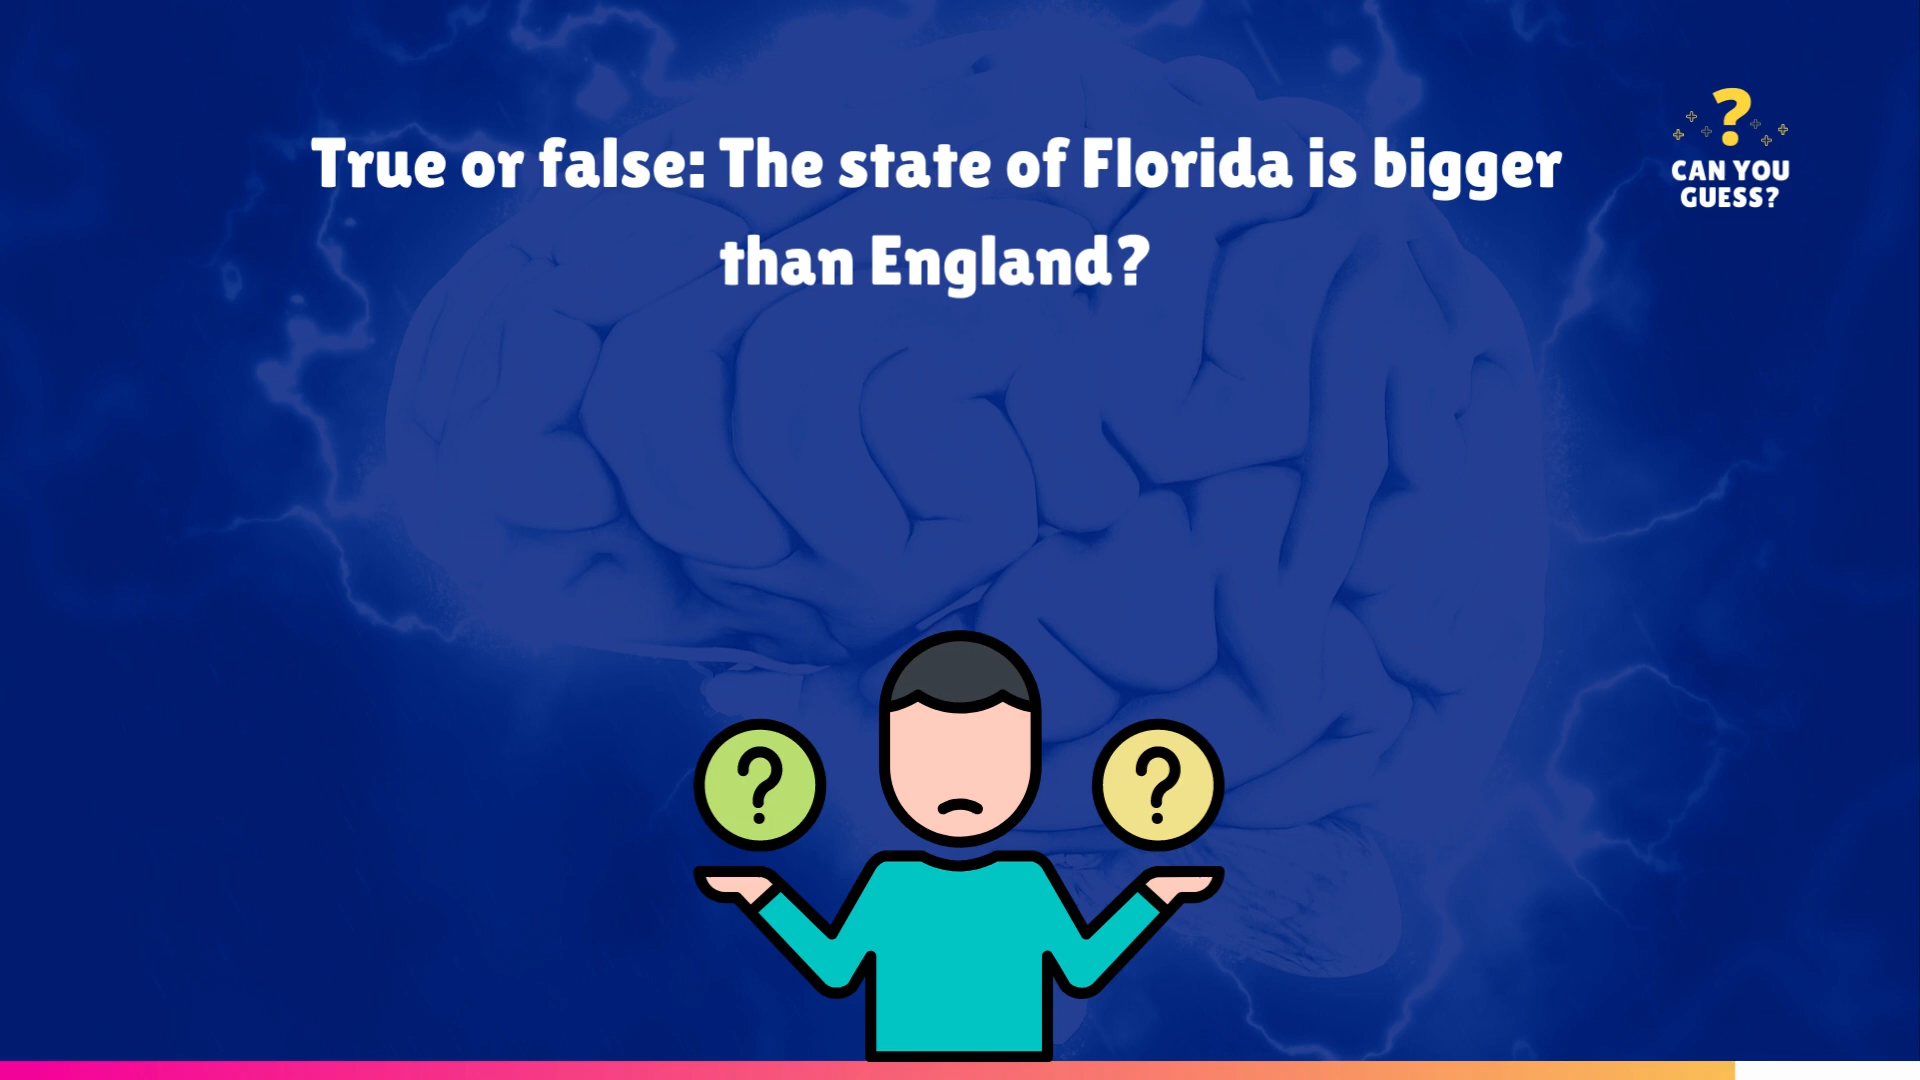 True or false: The state of Florida is bigger
than England?
?
CAN YOU
GUESS?
?
?